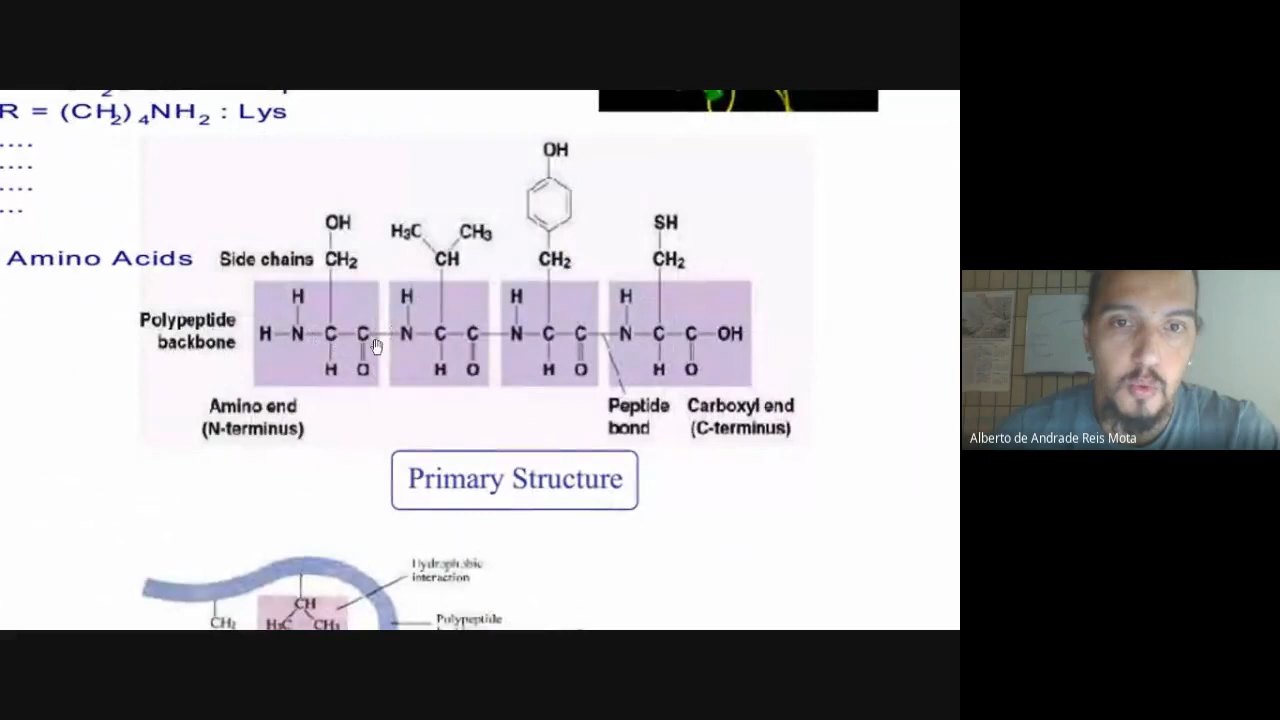 R = (CH2)4NH2 : Lys
....
....
....
...
Amino Acids
OH
OH
H3C CH3
SH
Side chains CH2 CH CH2 CH2
H H H H
Polypeptide
backbone
H N C C N C C N C C N C C OH
H O H O H O H O
Amino end
(N-terminus)
Peptide
bond
Carboxyl end
(C-terminus)
Primary Structure
Hydrophobic
interaction
CH
CH2
H3C CH3
Polypeptide
Alberto de Andrade Reis Mota